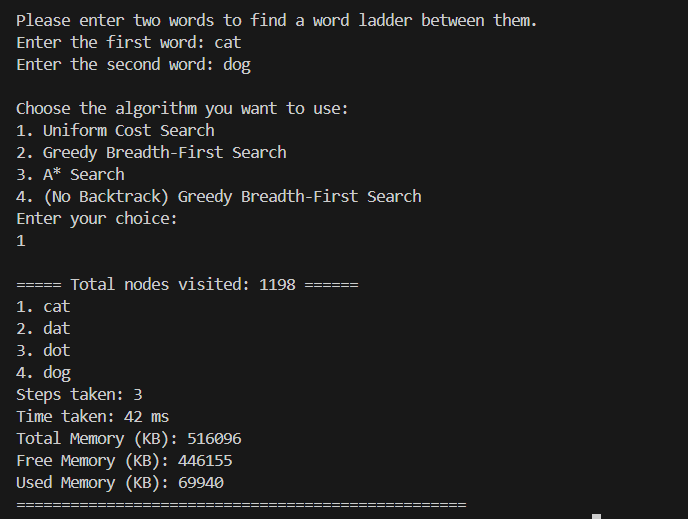 Please enter two words to find a word ladder between them.
Enter the first word: cat
Enter the second word: dog
Choose the algorithm you want to use:
1. Uniform Cost Search
2. Greedy Breadth-First Search
3. A* Search
4. (No Backtrack) Greedy Breadth-First Search
Enter your choice:
1
===== Total nodes visited: 1198 ======
1. cat
2. dat
3. dot
4. dog
Steps taken: 3
Time taken: 42 ms
Total Memory (KB): 516096
Free Memory (KB): 446155
Used Memory (KB): 69940
==================================================